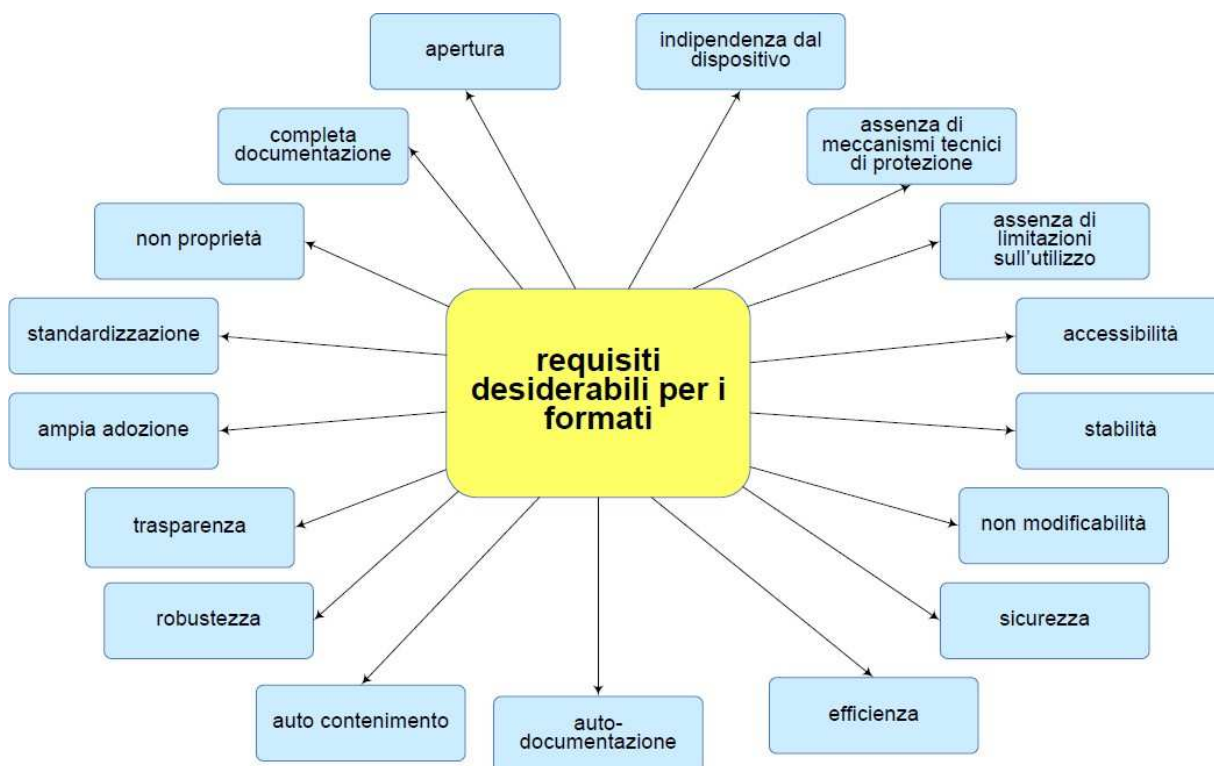 apertura
indipendenza dal
dispositivo
completa
documentazione
assenza di
meccanismi tecnici
di protezione
non proprietà
assenza di
limitazioni
sull'utilizzo
standardizzazione
requisiti
desiderabili per i
formati
accessibilità
ampia adozione
stabilità
trasparenza
non modificabilità
robustezza
sicurezza
auto contenimento
auto-
documentazione
efficienza